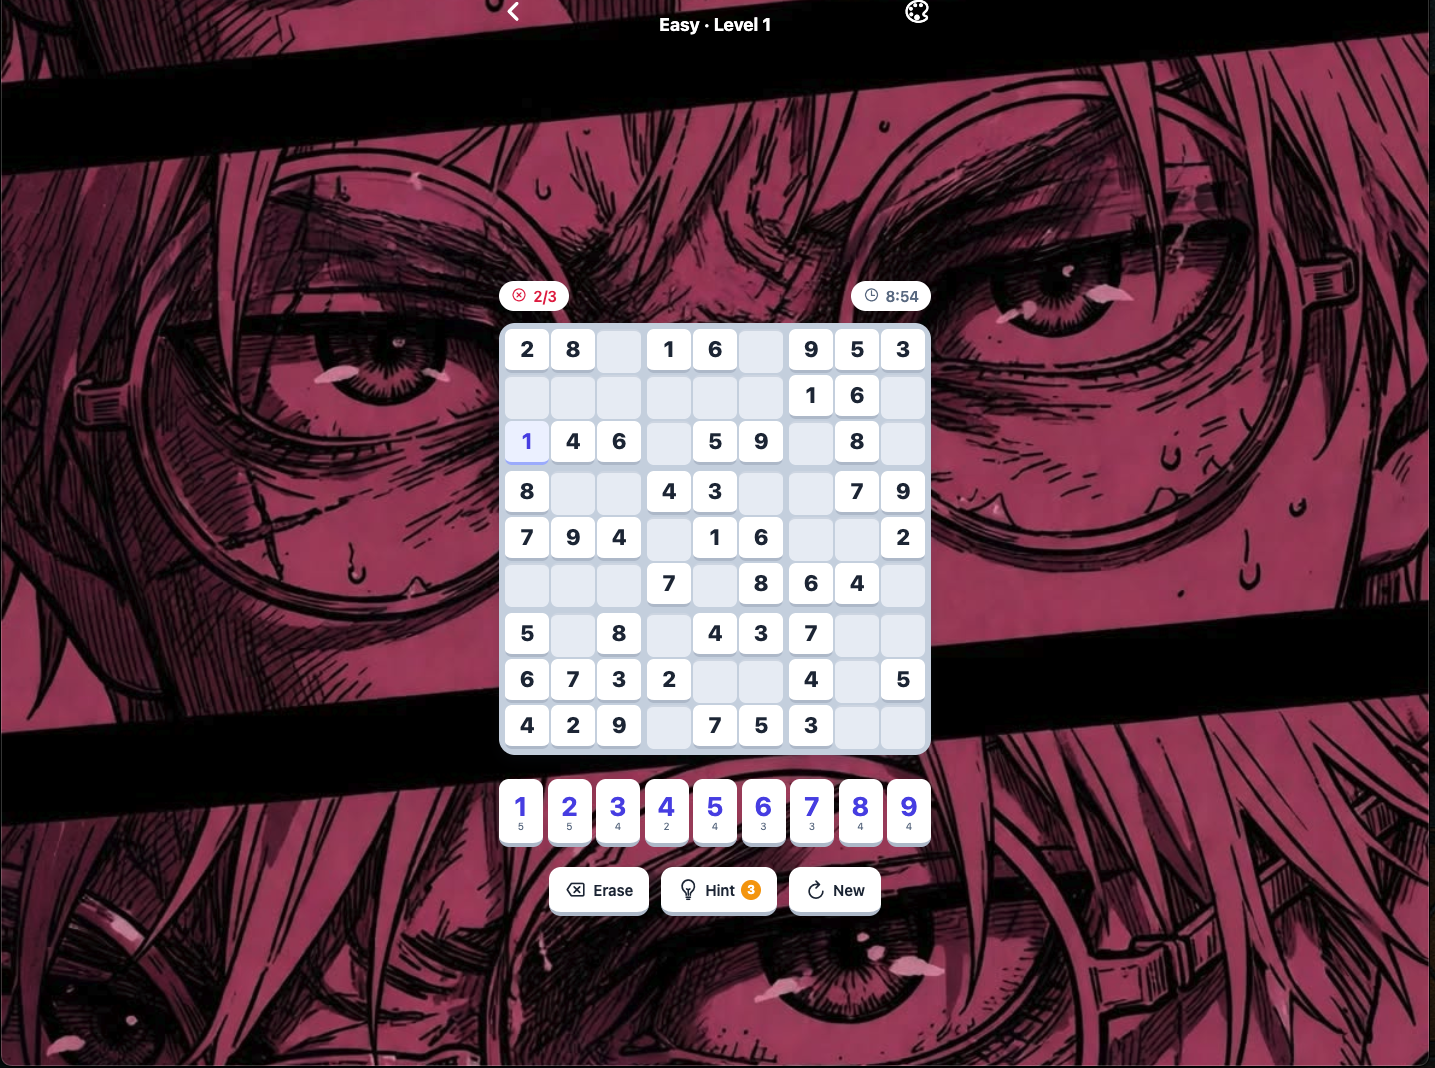 Easy · Level 1
2/3 8:54
2 8 1 6 9 5 3
1 6
1 4 6 5 9 8
8 4 3 7 9
7 9 4 1 6 2
7 8 6 4
5 8 4 3 7
6 7 3 2 4 5
4 2 9 7 5 3
1 2 3 4 5 6 7 8 9
5 5 4 2 4 3 3 4 4
Erase Hint 3 New